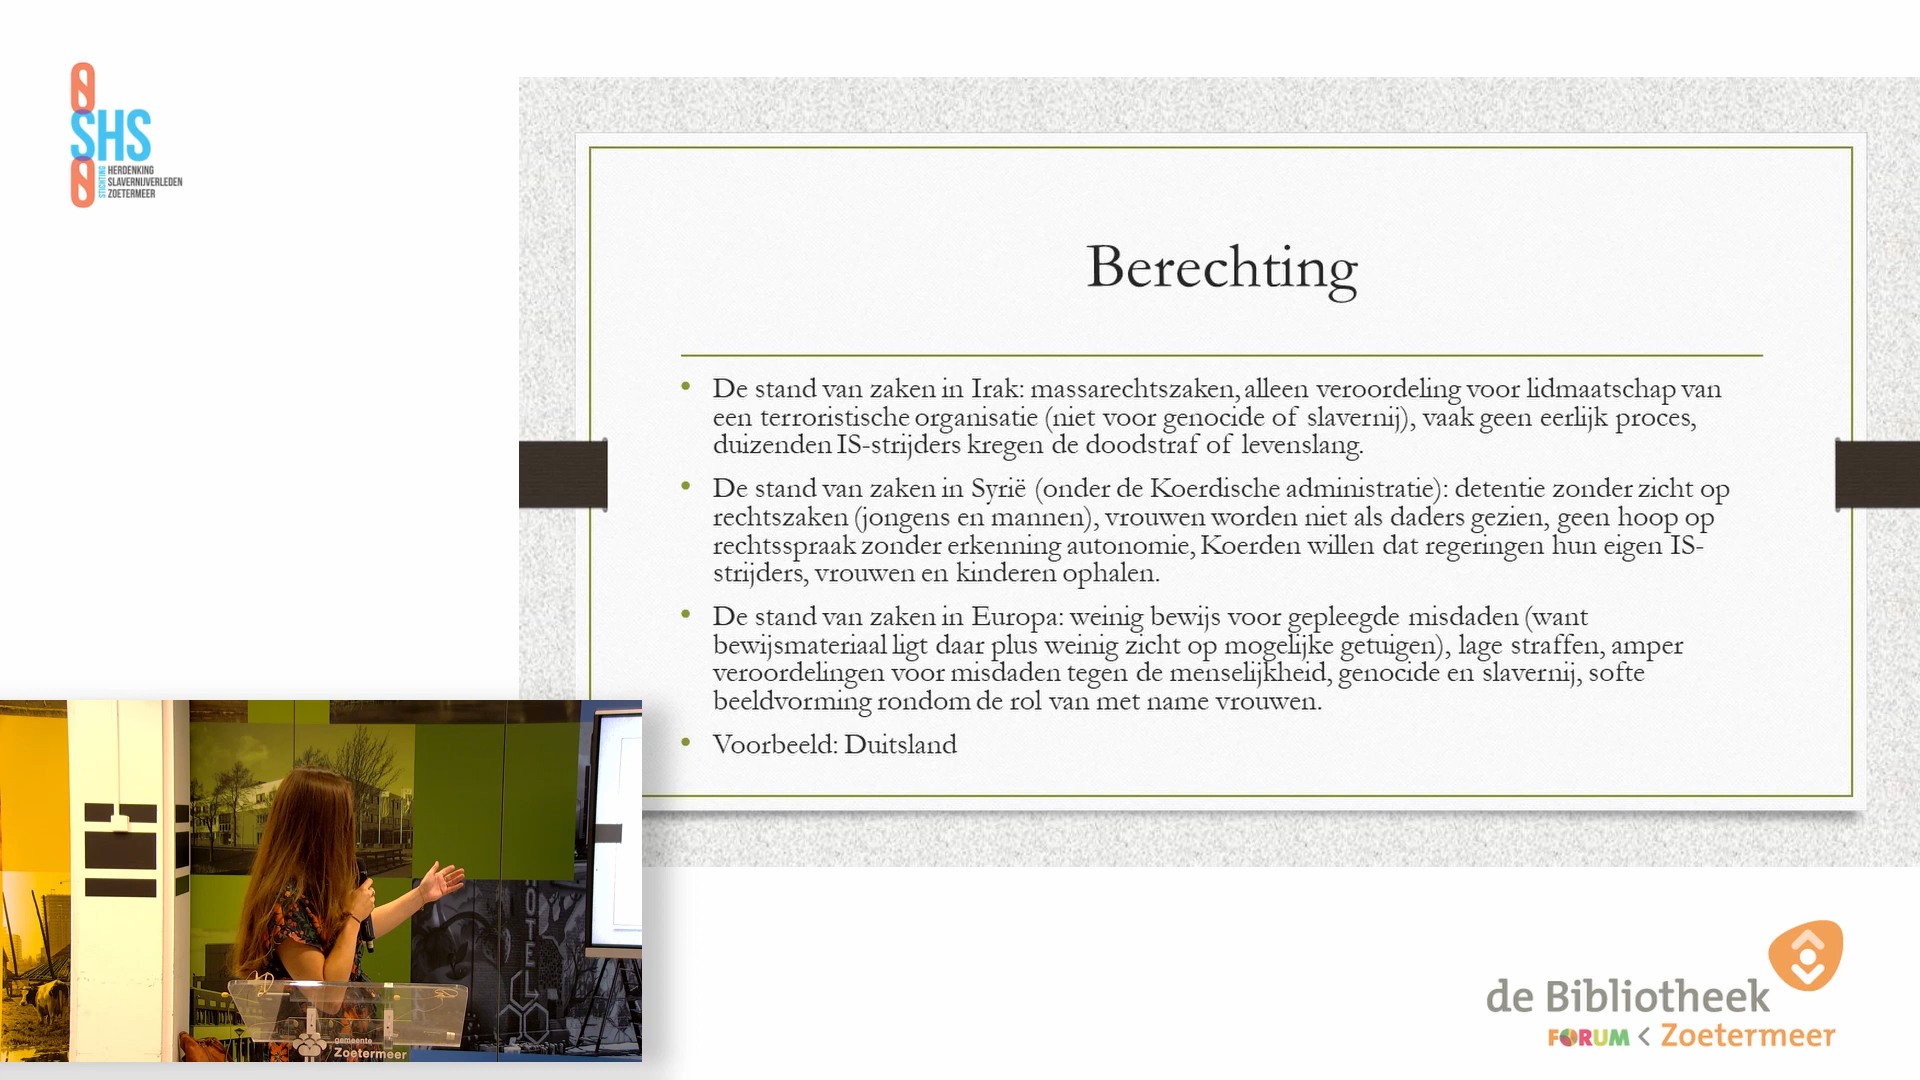 SHS
STICHTING
HERDENKING
SLAVERNIJVERLEDEN
ZOETERMEER
Berechting
• De stand van zaken in Irak: massarechtszaken, alleen veroordeling voor lidmaatschap van
een terroristische organisatie (niet voor genocide of slavernij), vaak geen eerlijk proces,
duizenden IS-strijders kregen de doodstraf of levenslang.
• De stand van zaken in Syrië (onder de Koerdische administratie): detentie zonder zicht op
rechtszaken (jongens en mannen), vrouwen worden niet als daders gezien, geen hoop op
rechtsspraak zonder erkenning autonomie, Koerden willen dat regeringen hun eigen IS-
strijders, vrouwen en kinderen ophalen.
• De stand van zaken in Europa: weinig bewijs voor gepleegde misdaden (want
bewijsmateriaal ligt daar plus weinig zicht op mogelijke getuigen), lage straffen, amper
veroordelingen voor misdaden tegen de menselijkheid, genocide en slavernij, softe
beeldvorming rondom de rol van met name vrouwen.
• Voorbeeld: Duitsland
gemeente
Zoetermeer
de Bibliotheek
FORUM < Zoetermeer